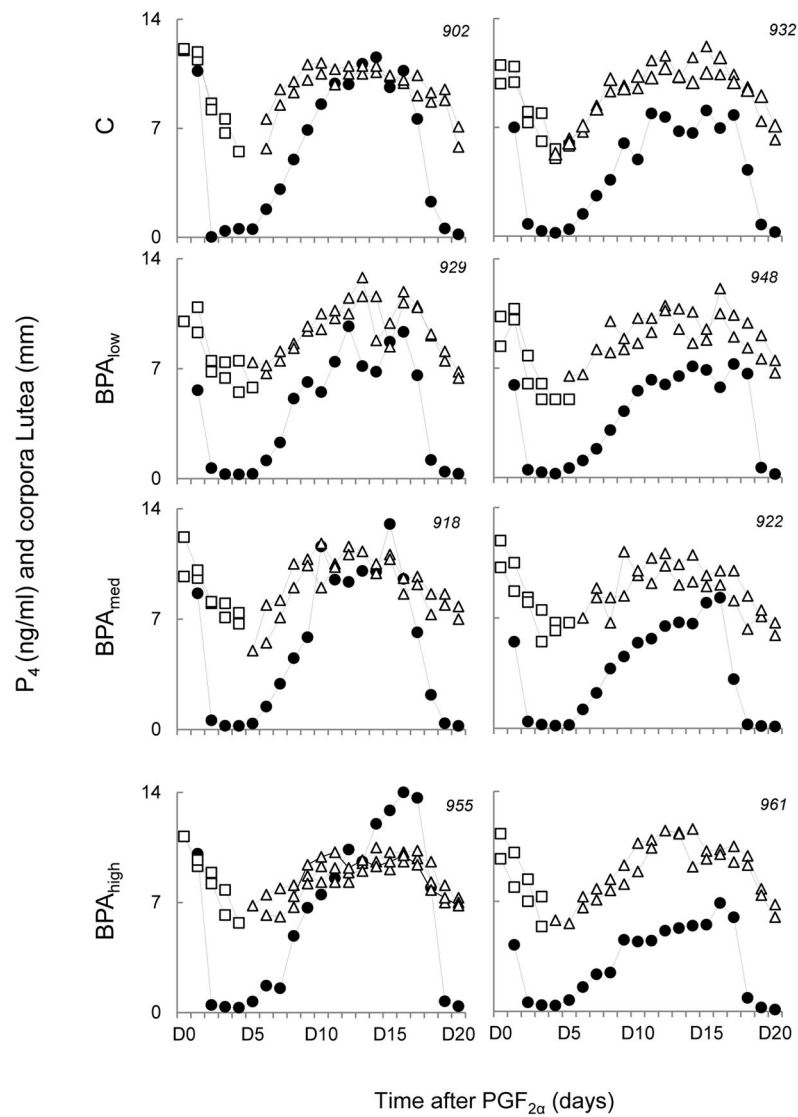 14
7
0
C
902
932
14
7
0
BPAlow
929
948
14
7
0
BPAmed
918
922
14
7
0
BPAhigh
955
961
D0 D5 D10 D15 D20
D0 D5 D10 D15 D20
P4 (ng/ml) and corpora Lutea (mm)
Time after PGF2α (days)